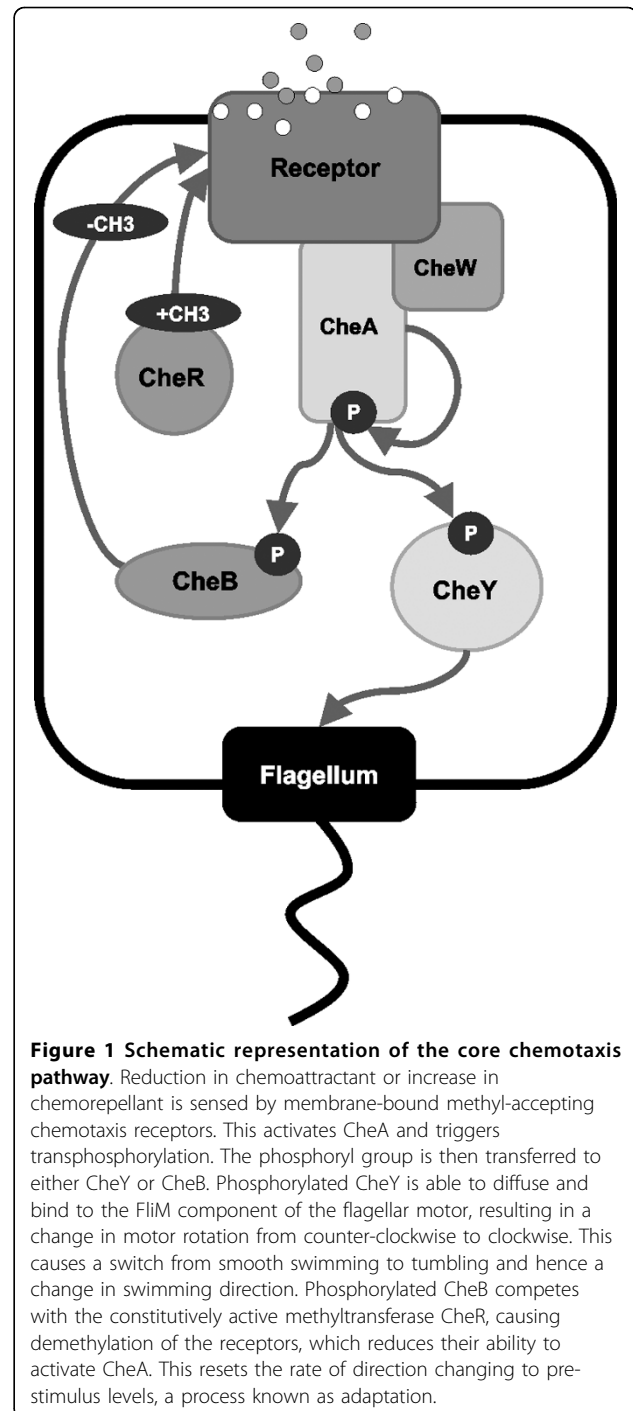 Receptor
-CH3
CheW
+CH3
CheA
CheR
P
P
P
CheB
CheY
Flagellum
Figure 1 Schematic representation of the core chemotaxis
pathway. Reduction in chemoattractant or increase in
chemorepellant is sensed by membrane-bound methyl-accepting
chemotaxis receptors. This activates CheA and triggers
transphosphorylation. The phosphoryl group is then transferred to
either CheY or CheB. Phosphorylated CheY is able to diffuse and
bind to the FliM component of the flagellar motor, resulting in a
change in motor rotation from counter-clockwise to clockwise. This
causes a switch from smooth swimming to tumbling and hence a
change in swimming direction. Phosphorylated CheB competes
with the constitutively active methyltransferase CheR, causing
demethylation of the receptors, which reduces their ability to
activate CheA. This resets the rate of direction changing to pre-
stimulus levels, a process known as adaptation.